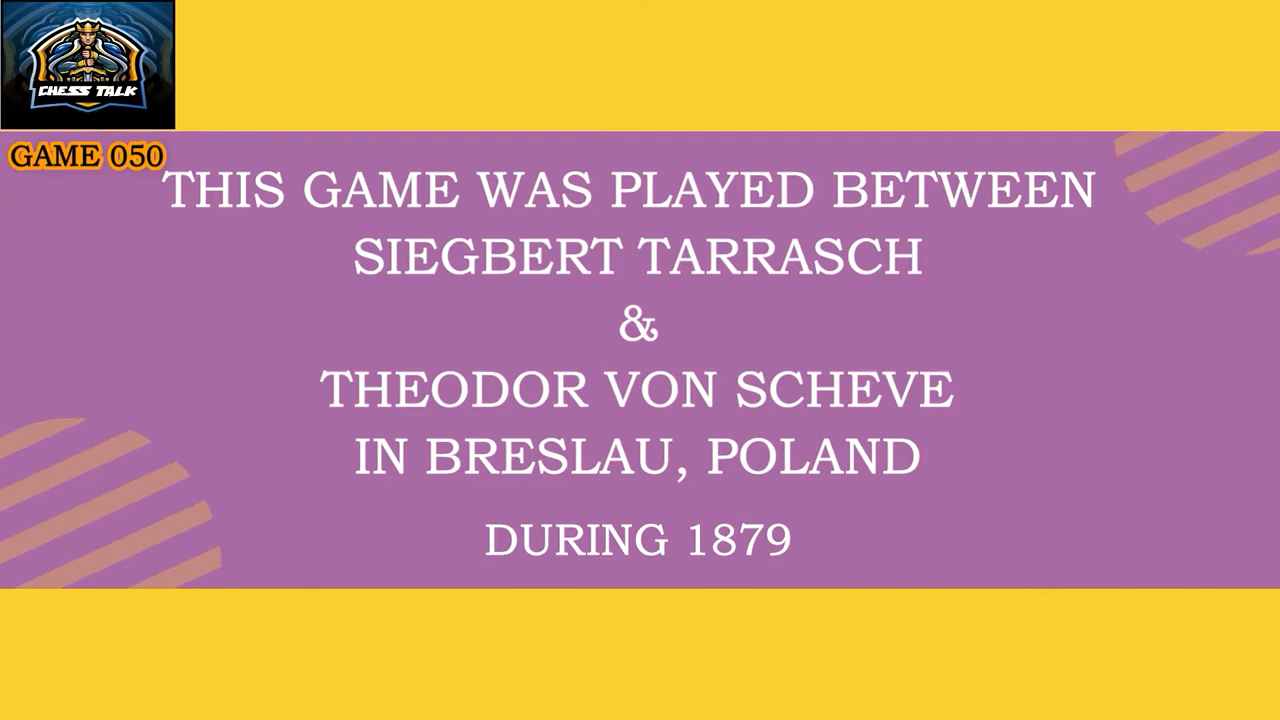 CHESS TALK
GAME 050
THIS GAME WAS PLAYED BETWEEN
SIEGBERT TARRASCH
&
THEODOR VON SCHEVE
IN BRESLAU, POLAND
DURING 1879